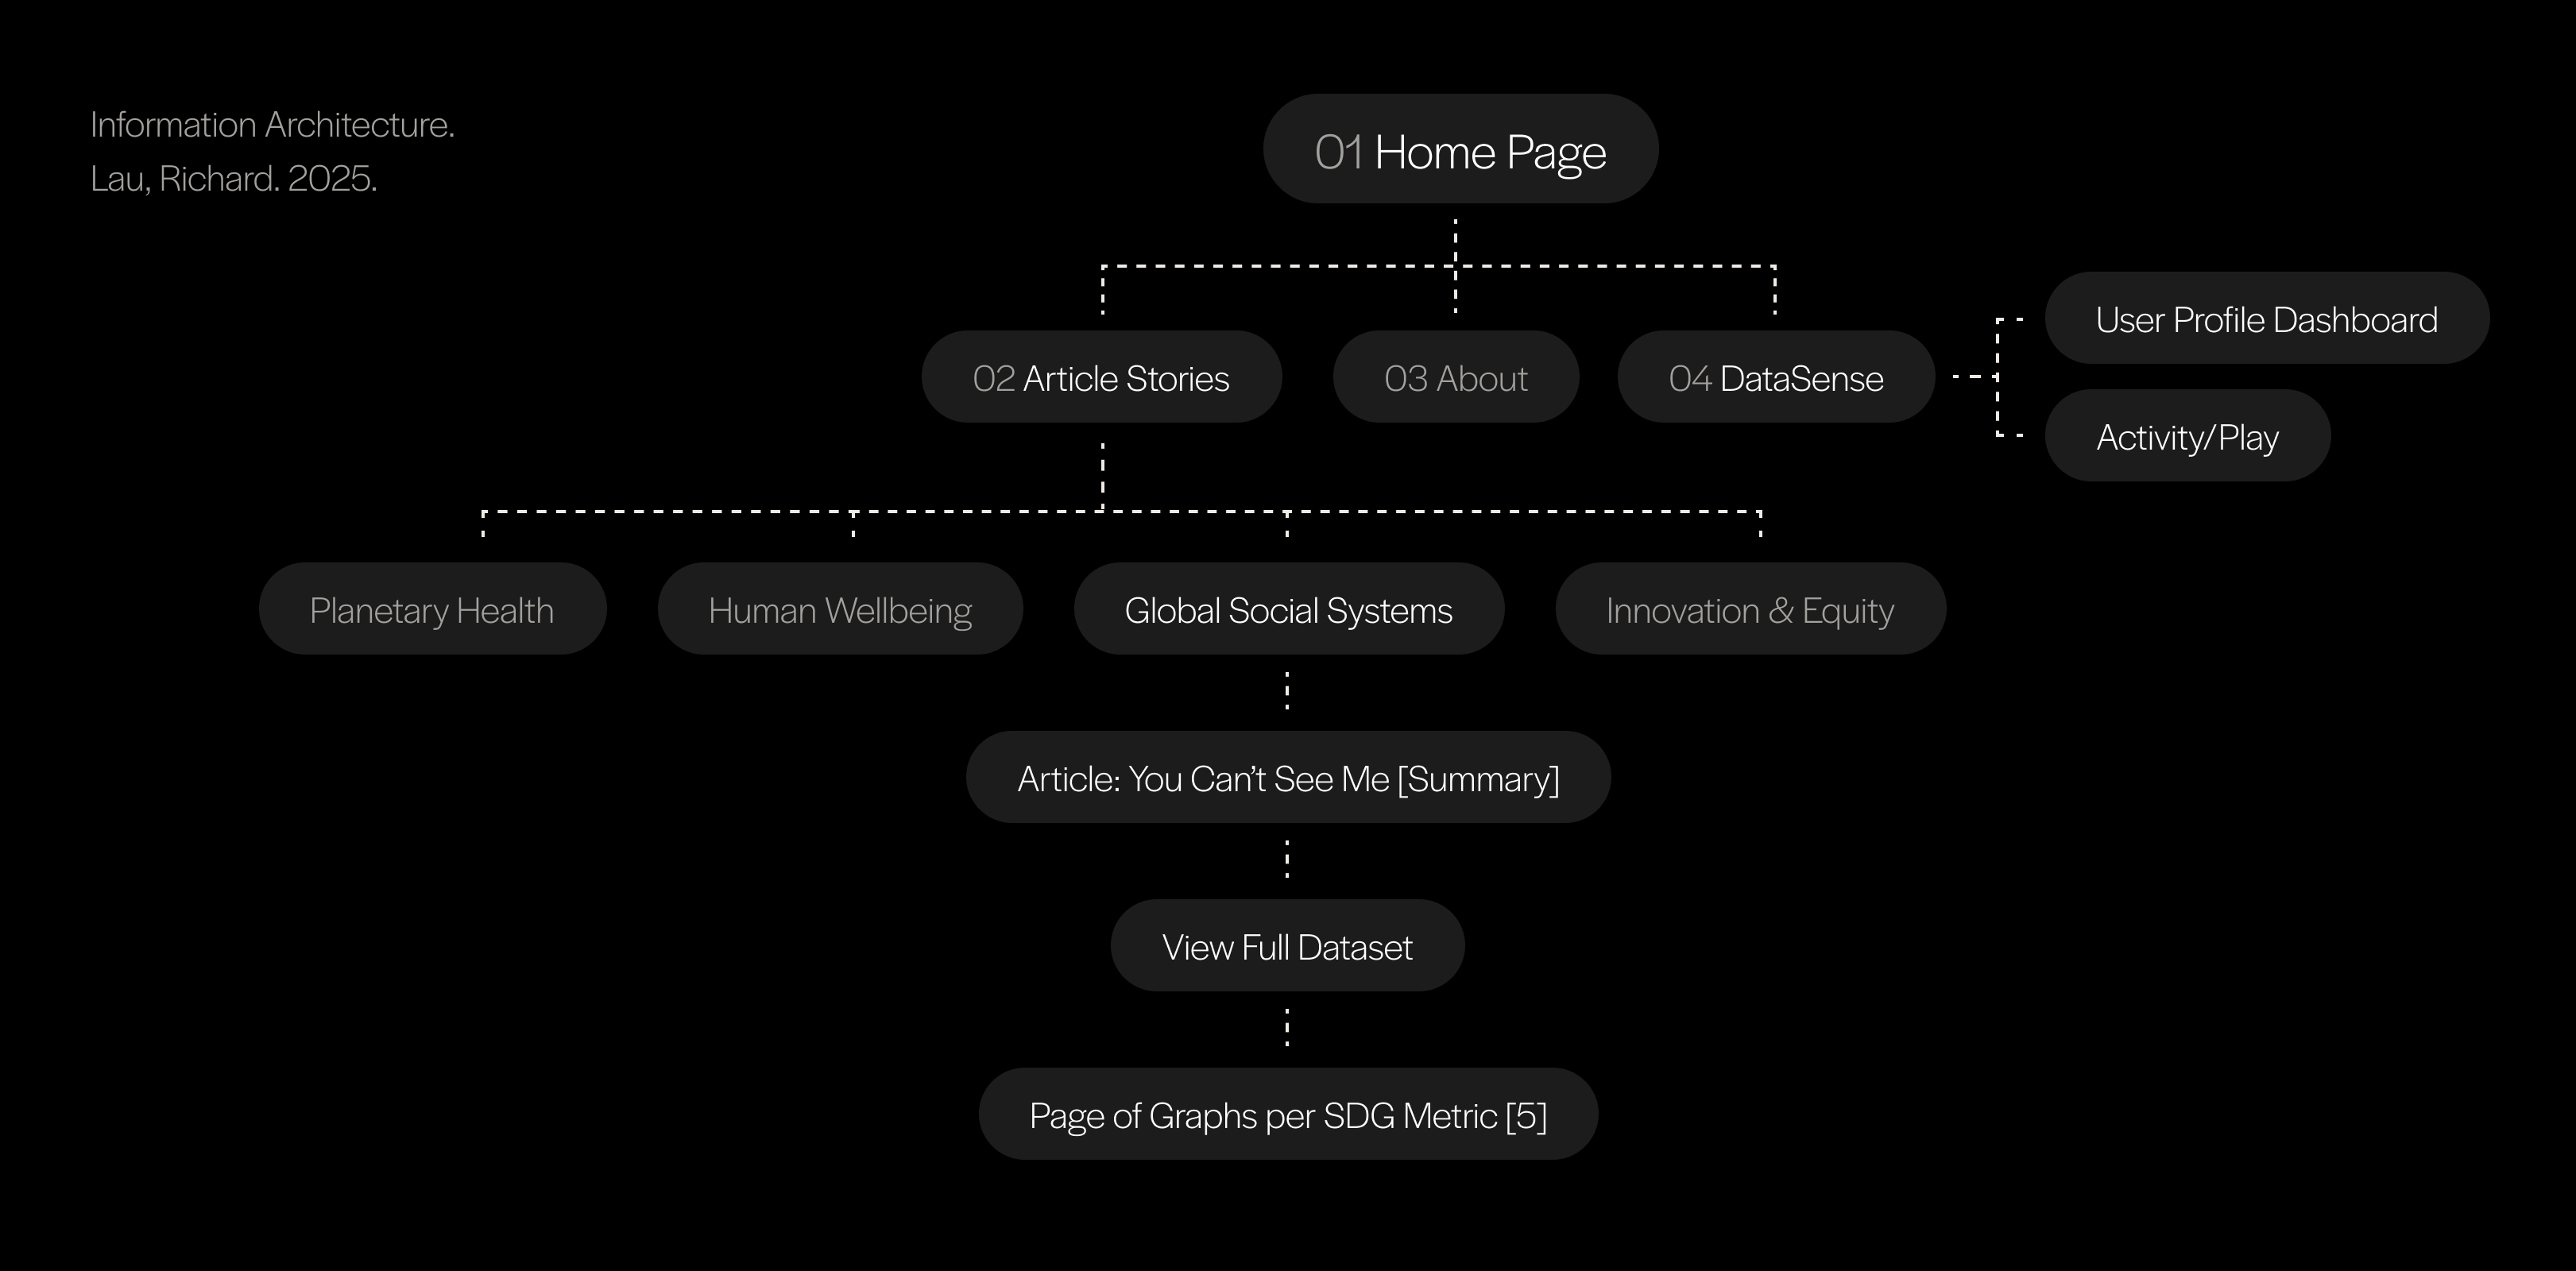 Information Architecture.
Lau, Richard. 2025.
01 Home Page
02 Article Stories
03 About
04 DataSense
User Profile Dashboard
Activity/Play
Planetary Health
Human Wellbeing
Global Social Systems
Innovation & Equity
Article: You Can’t See Me [Summary]
View Full Dataset
Page of Graphs per SDG Metric [5]